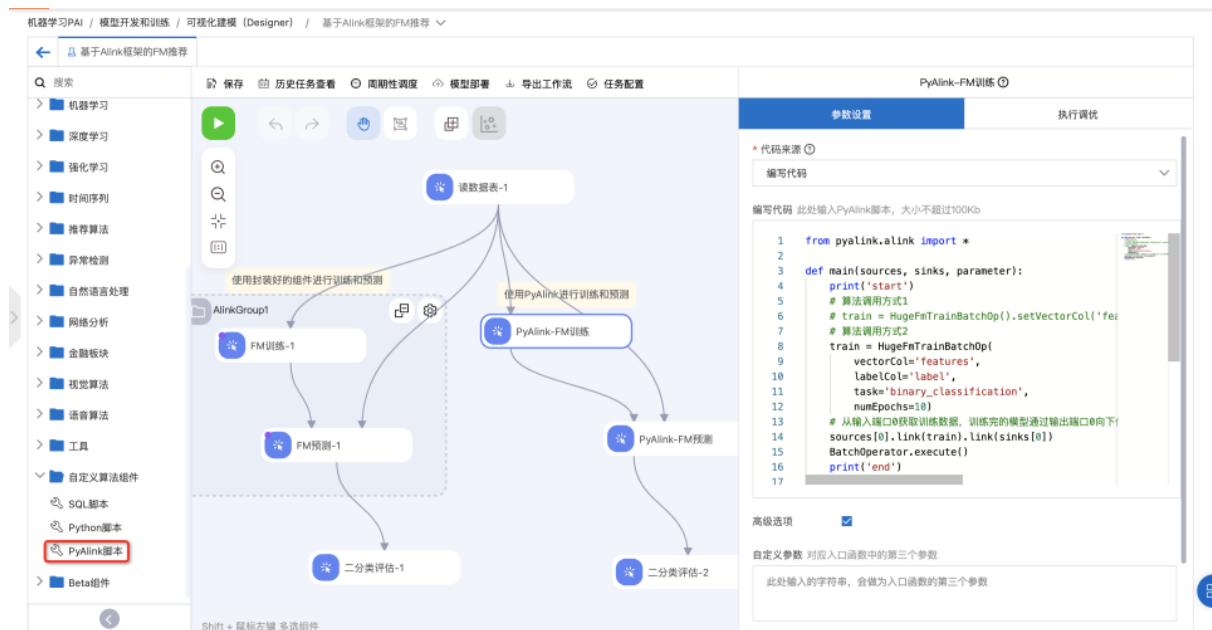 机器学习PAI / 模型开发和训练 / 可视化建模（Designer） / 基于Alink框架的FM推荐
基于Alink框架的FM推荐
搜索
机器学习
深度学习
强化学习
时间序列
推荐算法
异常检测
自然语言处理
网络分析
金融板块
视觉算法
语音算法
工具
自定义算法组件
SQL脚本
Python脚本
PyAlink脚本
Beta组件
保存 历史任务查看 周期性调度 模型部署 导出工作流 任务配置
读数据表-1
使用封装好的组件进行训练和预测
使用PyAlink进行训练和预测
AlinkGroup1
FM训练-1
PyAlink-FM训练
FM预测-1
PyAlink-FM预测
二分类评估-1
二分类评估-2
Shift + 鼠标左键 多选组件
PyAlink-FM训练
参数设置 执行调优
* 代码来源
编写代码
编写代码 此处输入PyAlink脚本，大小不超过100Kb
1 from pyalink.alink import *
2
3 def main(sources, sinks, parameter):
4 print('start')
5 # 算法调用方式1
6 # train = HugeFmTrainBatchOp().setVectorCol('fea
7 # 算法调用方式2
8 train = HugeFmTrainBatchOp(
9 vectorCol='features',
10 labelCol='label',
11 task='binary_classification',
12 numEpochs=10)
13 # 从输入端口0获取训练数据，训练完的模型通过输出端口0向下
14 sources[0].link(train).link(sinks[0])
15 BatchOperator.execute()
16 print('end')
17
高级选项
自定义参数 对应入口函数中的第三个参数
此处输入的字符串，会做为入口函数的第三个参数